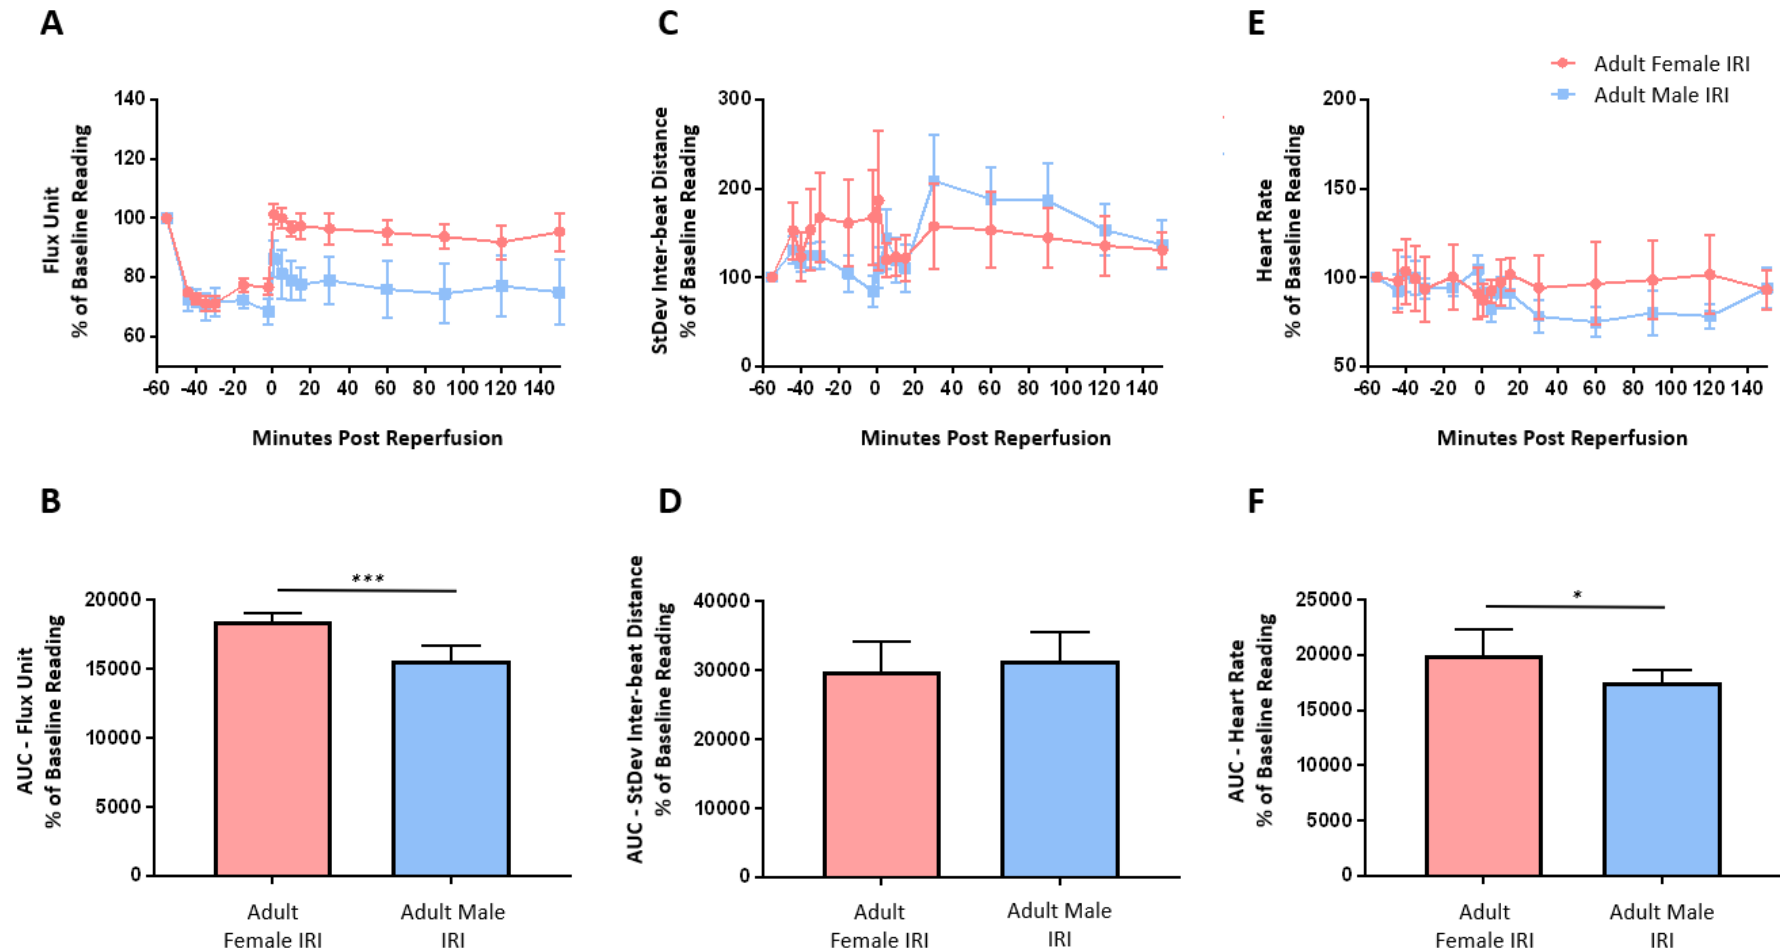 A
C
E
Adult Female IRI
Adult Male IRI
Flux Unit
% of Baseline Reading
140
120
100
80
60
-60 -40 -20 0 20 40 60 80 100 120 140
Minutes Post Reperfusion
StDev Inter-beat Distance
% of Baseline Reading
300
200
100
0
-60 -40 -20 0 20 40 60 80 100 120 140
Minutes Post Reperfusion
Heart Rate
% of Baseline Reading
200
150
100
50
-60 -40 -20 0 20 40 60 80 100 120 140
Minutes Post Reperfusion
B
D
F
AUC - Flux Unit
% of Baseline Reading
20000
15000
10000
5000
0
***
Adult
Female IRI
Adult Male
IRI
AUC - StDev Inter-beat Distance
% of Baseline Reading
40000
30000
20000
10000
0
Adult
Female IRI
Adult Male
IRI
AUC - Heart Rate
% of Baseline Reading
25000
20000
15000
10000
5000
0
*
Adult
Female IRI
Adult Male
IRI